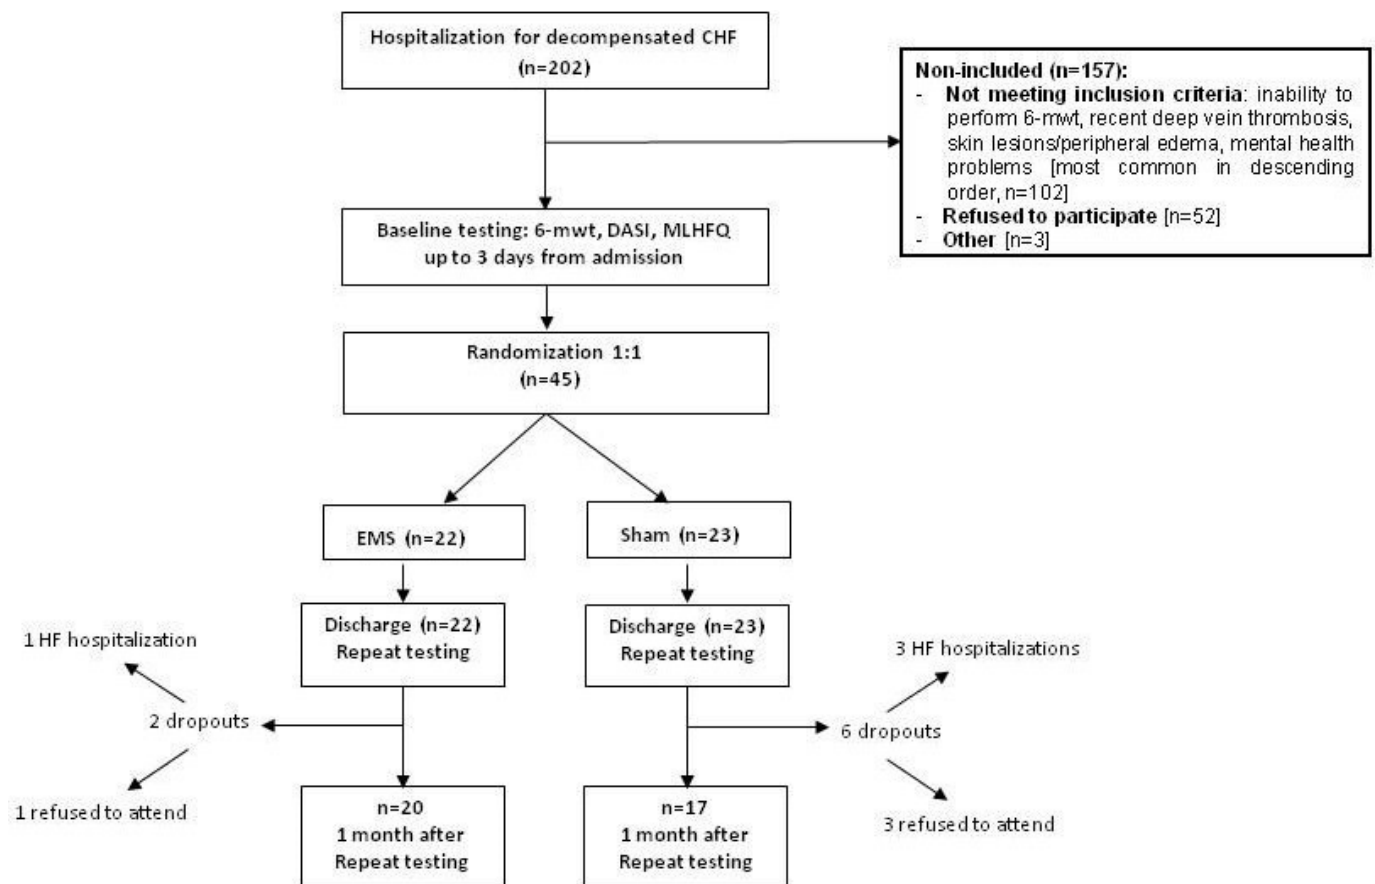 Hospitalization for decompensated CHF
(n=202)
Non-included (n=157):
- Not meeting inclusion criteria: inability to
perform 6-mwt, recent deep vein thrombosis,
skin lesions/peripheral edema, mental health
problems [most common in descending
order, n=102]
- Refused to participate [n=52]
- Other [n=3]
Baseline testing: 6-mwt, DASI, MLHFQ
up to 3 days from admission
Randomization 1:1
(n=45)
EMS (n=22)
Sham (n=23)
Discharge (n=22)
Repeat testing
Discharge (n=23)
Repeat testing
1 HF hospitalization
2 dropouts
1 refused to attend
3 HF hospitalizations
6 dropouts
3 refused to attend
n=20
1 month after
Repeat testing
n=17
1 month after
Repeat testing